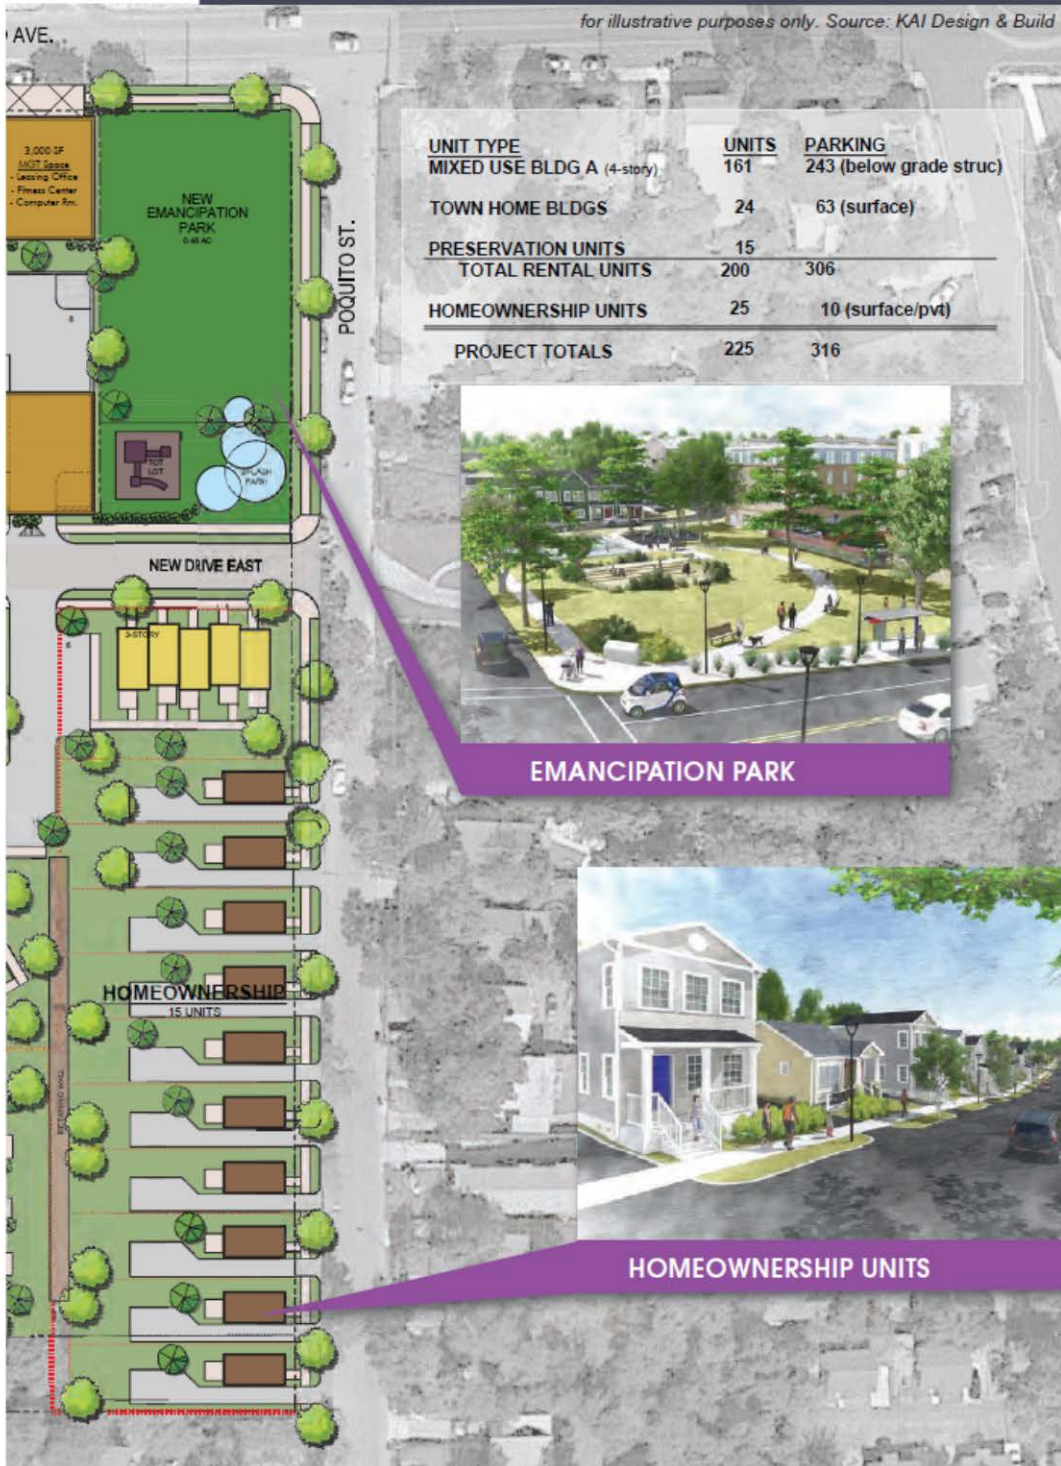 for illustrative purposes only. Source: KAI Design & Build
AVE.
3,000 SF
MGT Space
- Leasing Office
- Fitness Center
- Computer Rm.
NEW
EMANCIPATION
PARK
POQUITO ST.
UNIT TYPE UNITS PARKING
MIXED USE BLDG A (4-story) 161 243 (below grade struc)
TOWN HOME BLDGS 24 63 (surface)
PRESERVATION UNITS 15
TOTAL RENTAL UNITS 200 306
HOMEOWNERSHIP UNITS 25 10 (surface/pvt)
PROJECT TOTALS 225 316
TOT
LOT
SPLASH
PARK
NEW DRIVE EAST
3-STORY
EMANCIPATION PARK
HOMEOWNERSHIP
15 UNITS
RETAINING WALL
HOMEOWNERSHIP UNITS